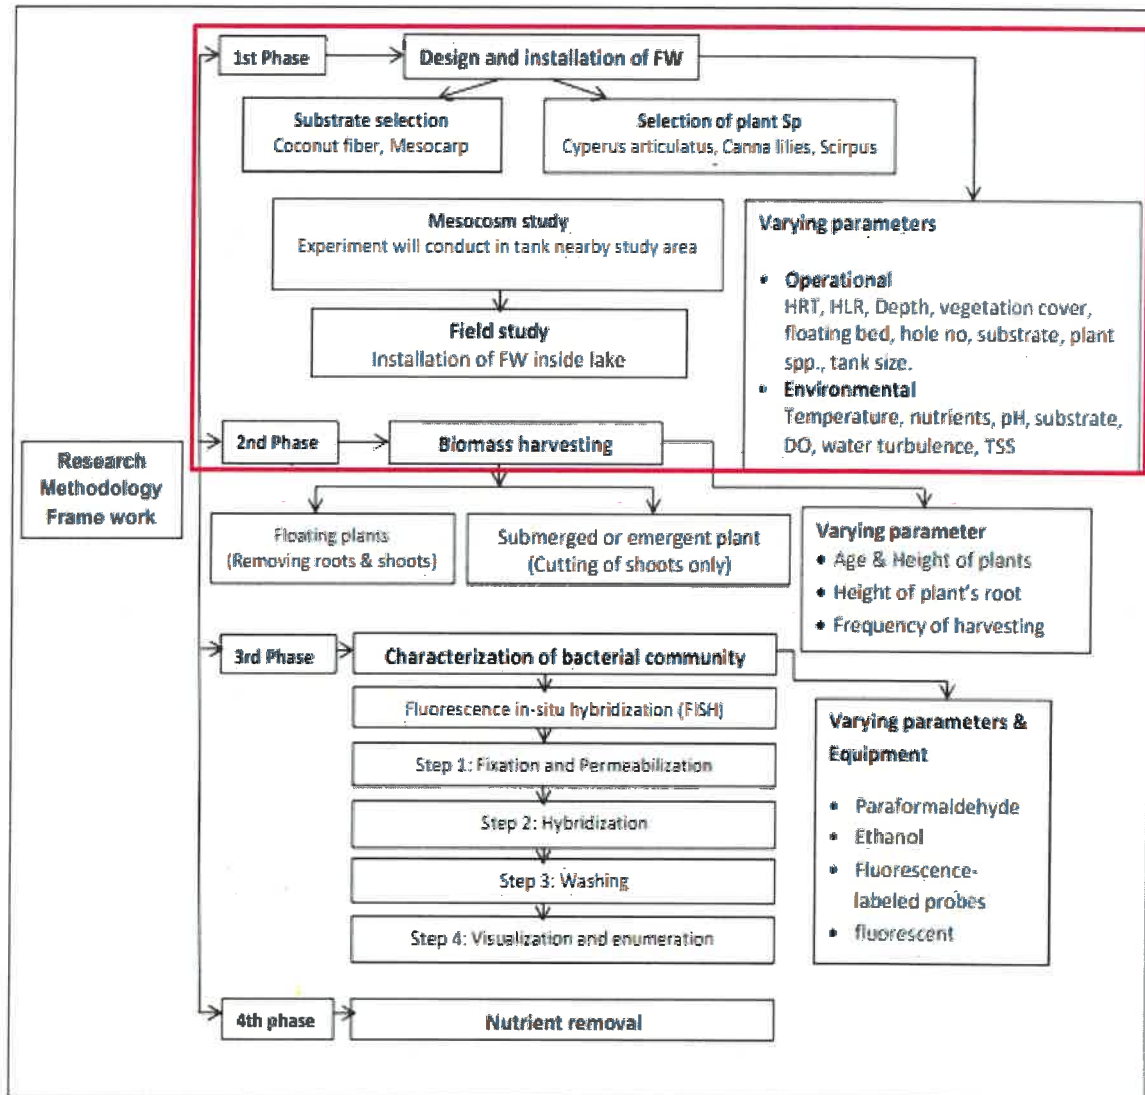 1st Phase
Design and installation of FW
Substrate selection
Coconut fiber, Mesocarp
Selection of plant Sp
Cyperus articulatus, Canna lilies, Scirpus
Mesocosm study
Experiment will conduct in tank nearby study area
Field study
Installation of FW inside lake
Varying parameters
• Operational
HRT, HLR, Depth, vegetation cover,
floating bed, hole no, substrate, plant
spp., tank size.
• Environmental
Temperature, nutrients, pH, substrate,
DO, water turbulence, TSS
Research
Methodology
Frame work
2nd Phase
Biomass harvesting
Floating plants
(Removing roots & shoots)
Submerged or emergent plant
(Cutting of shoots only)
Varying parameter
• Age & Height of plants
• Height of plant's root
• Frequency of harvesting
3rd Phase
Characterization of bacterial community
Fluorescence in-situ hybridization (FISH)
Step 1: Fixation and Permeabilization
Step 2: Hybridization
Step 3: Washing
Step 4: Visualization and enumeration
Varying parameters &
Equipment
• Paraformaldehyde
• Ethanol
• Fluorescence-
labeled probes
• fluorescent
4th phase
Nutrient removal